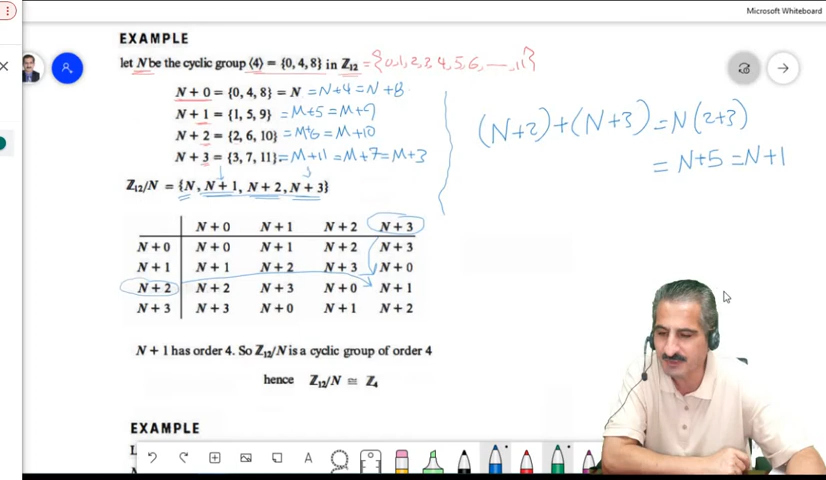 Microsoft Whiteboard
EXAMPLE
let N be the cyclic group ⟨4⟩ = {0, 4, 8} in Z₁₂ = {0,1,2,3,4,5,6,---,11}
N + 0 = {0, 4, 8} = N = N+4 = N+8
N + 1 = {1, 5, 9} = M+5 = M+9
N + 2 = {2, 6, 10} = M+6 = M+10
N + 3 = {3, 7, 11} = M+11 = M+7 = M+3
Z₁₂/N = {N, N + 1, N + 2, N + 3}
(N+2)+(N+3) = N(2+3)
= N+5 = N+1
N + 0 N + 1 N + 2 N + 3
N + 0 N + 0 N + 1 N + 2 N + 3
N + 1 N + 1 N + 2 N + 3 N + 0
N + 2 N + 2 N + 3 N + 0 N + 1
N + 3 N + 3 N + 0 N + 1 N + 2
N + 1 has order 4. So Z₁₂/N is a cyclic group of order 4
hence Z₁₂/N ≅ Z₄
EXAMPLE